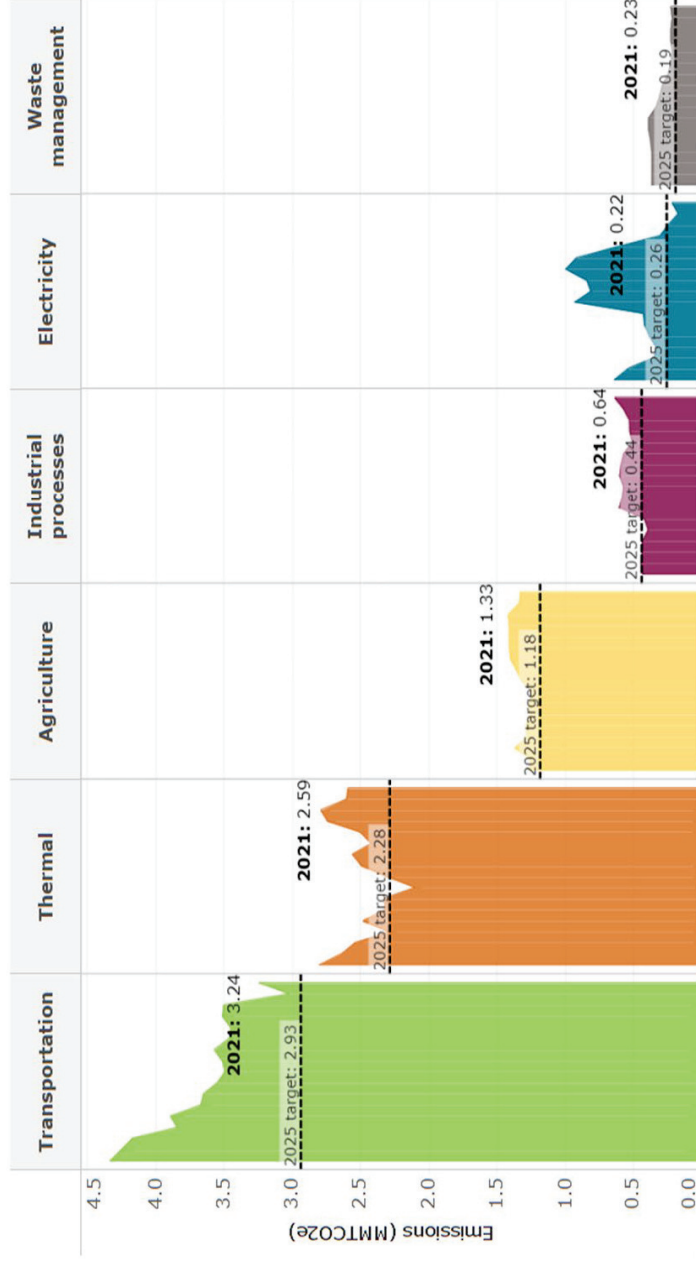 Transportation
Thermal
Agriculture
Industrial
processes
Electricity
Waste
management
Emissions (MMTCO2e)
4.5
4.0
3.5
3.0
2.5
2.0
1.5
1.0
0.5
0.0
2021: 3.24
2025 target: 2.93
2021: 2.59
2025 target: 2.28
2021: 1.33
2025 target: 1.18
2021: 0.64
2025 target: 0.44
2021: 0.22
2025 target: 0.26
2021: 0.23
2025 target: 0.19